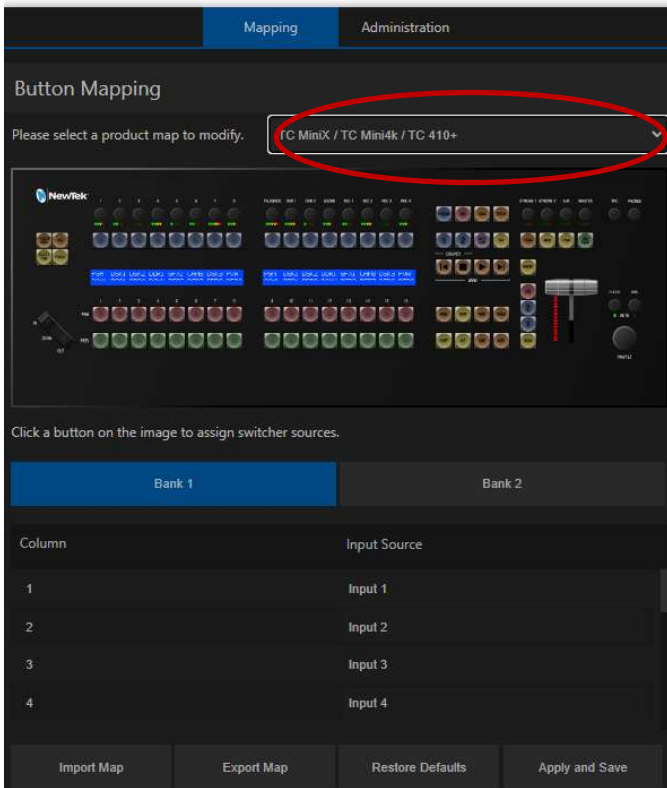 Mapping Administration
Button Mapping
Please select a product map to modify. TC MiniX / TC Mini4k / TC 410+
NewTek
Click a button on the image to assign switcher sources.
Bank 1 Bank 2
Column Input Source
1 Input 1
2 Input 2
3 Input 3
4 Input 4
Import Map Export Map Restore Defaults Apply and Save